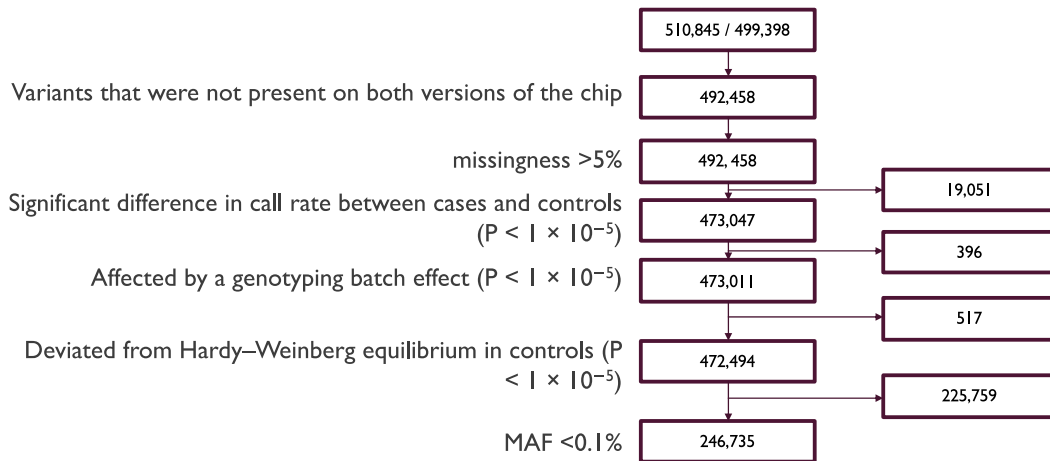 510,845 / 499,398
Variants that were not present on both versions of the chip
492,458
missingness >5%
492, 458
19,051
Significant difference in call rate between cases and controls
(P < 1 × 10⁻⁵)
473,047
396
Affected by a genotyping batch effect (P < 1 × 10⁻⁵)
473,011
517
Deviated from Hardy–Weinberg equilibrium in controls (P
< 1 × 10⁻⁵)
472,494
225,759
MAF <0.1%
246,735